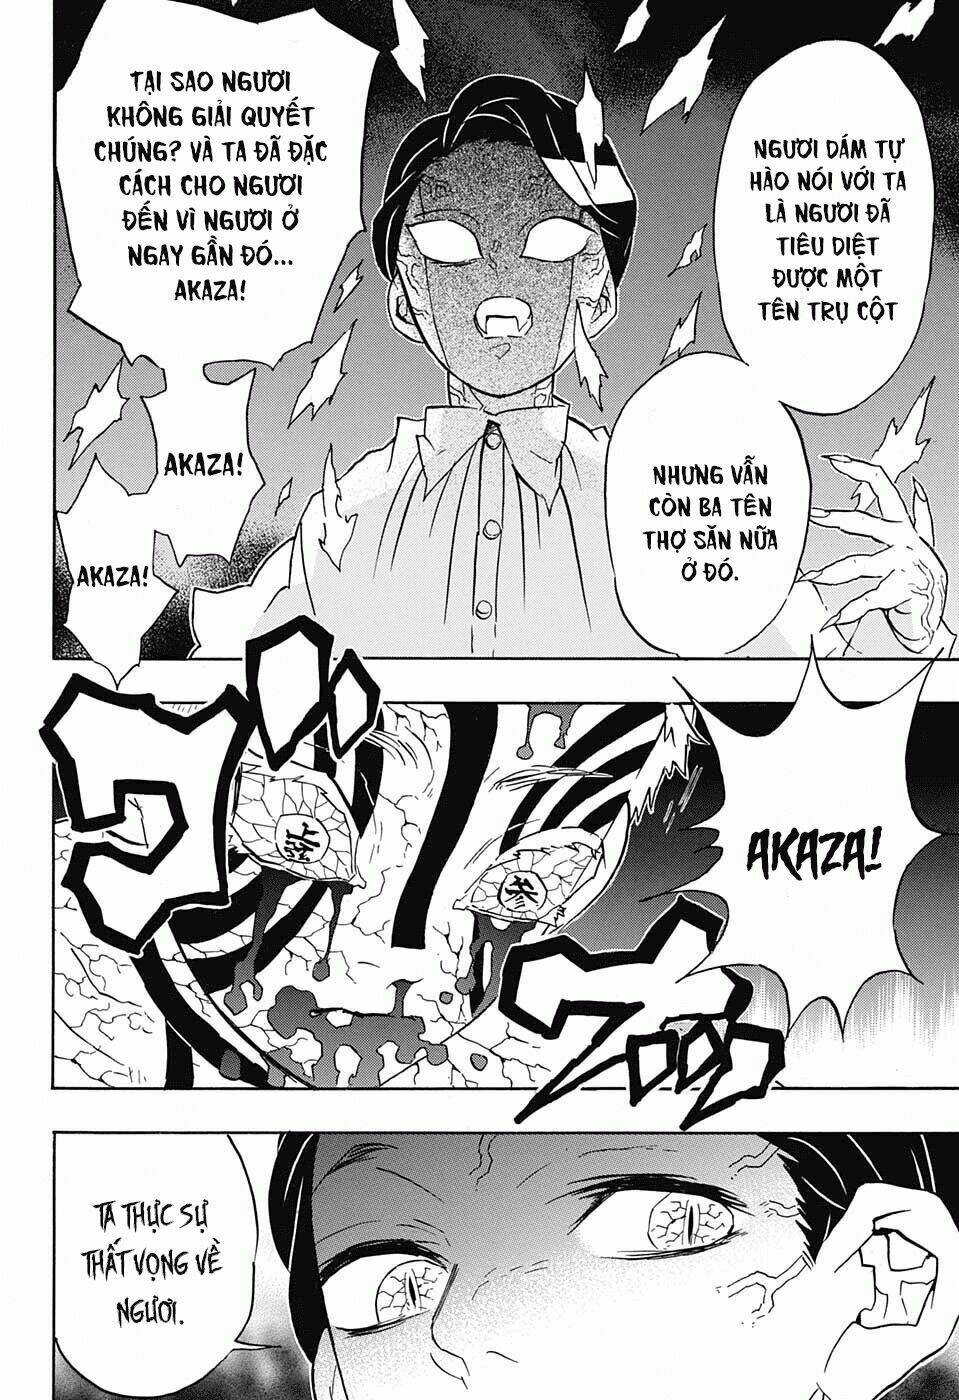 NGƯƠI DÁM TỰ
HÀO NÓI VỚI TA
LÀ NGƯƠI ĐÃ
TIÊU DIỆT
ĐƯỢC MỘT
TÊN TRỤ CỘT
NHƯNG VẪN
CÒN BA TÊN
THỢ SĂN NỮA
Ở ĐÓ.
TẠI SAO NGƯƠI
KHÔNG GIẢI QUYẾT
CHÚNG? VÀ TA ĐÃ ĐẶC
CÁCH CHO NGƯƠI
ĐẾN VÌ NGƯƠI Ở
NGAY GẦN ĐÓ...
AKAZA!
AKAZA!
AKAZA!
AKAZA!
上弦
参
TA THỰC SỰ
THẤT VỌNG VỀ
NGƯƠI.